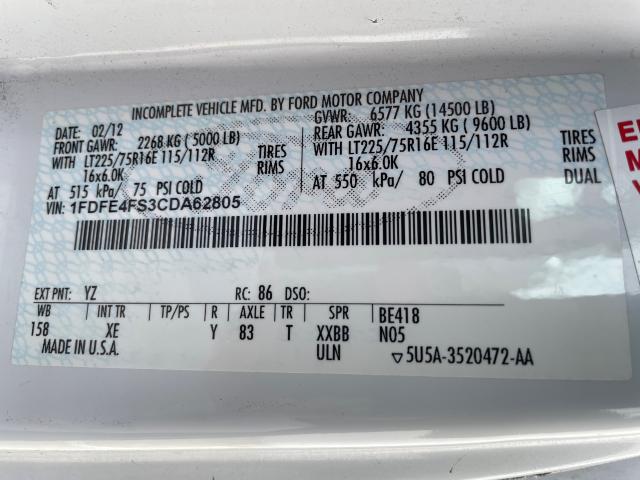 INCOMPLETE VEHICLE MFD. BY FORD MOTOR COMPANY
DATE: 02/12 GVWR: 6577 KG (14500 LB)
FRONT GAWR: 2268 KG ( 5000 LB) REAR GAWR: 4355 KG ( 9600 LB)
WITH LT225/75R16E 115/112R TIRES WITH LT225/75R16E 115/112R TIRES
16x6.0K RIMS 16x6.0K RIMS
AT 515 kPa/ 75 PSI COLD AT 550 kPa/ 80 PSI COLD DUAL
VIN: 1FDFE4FS3CDA62805
EXT PNT: YZ RC: 86 DSO:
WB INT TR TP/PS R AXLE TR SPR BE418
158 XE Y 83 T XXBB N05
MADE IN U.S.A. ULN ▽5U5A-3520472-AA